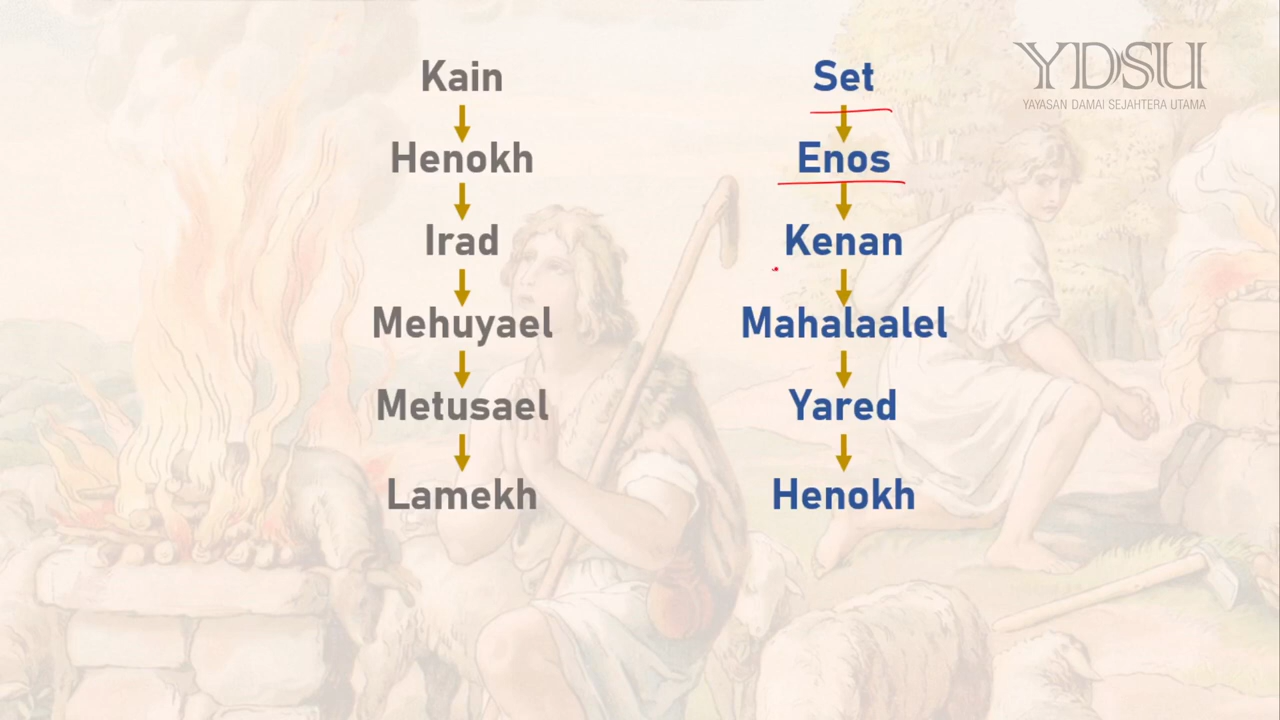 Kain
Henokh
Irad
Mehuyael
Metusael
Lamekh
Set
Enos
Kenan
Mahalaalel
Yared
Henokh
YDSU
YAYASAN DAMAI SEJAHTERA UTAMA